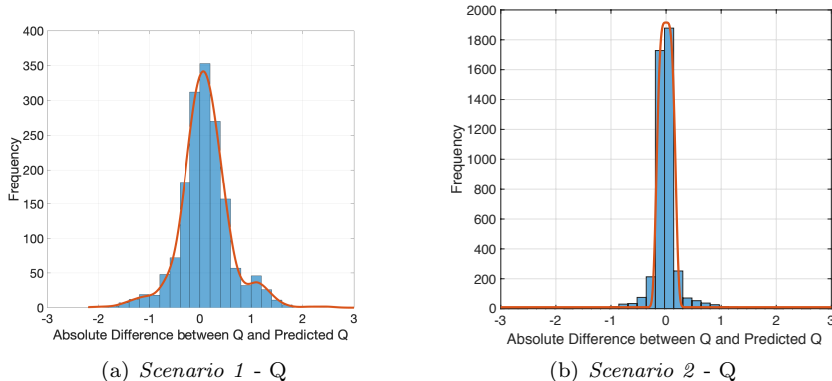 400
350
300
250
200
150
100
50
0
Frequency
-3 -2 -1 0 1 2 3
Absolute Difference between Q and Predicted Q
(a) Scenario 1 - Q
2000
1800
1600
1400
1200
1000
800
600
400
200
0
Frequency
-3 -2 -1 0 1 2 3
Absolute Difference between Q and Predicted Q
(b) Scenario 2 - Q